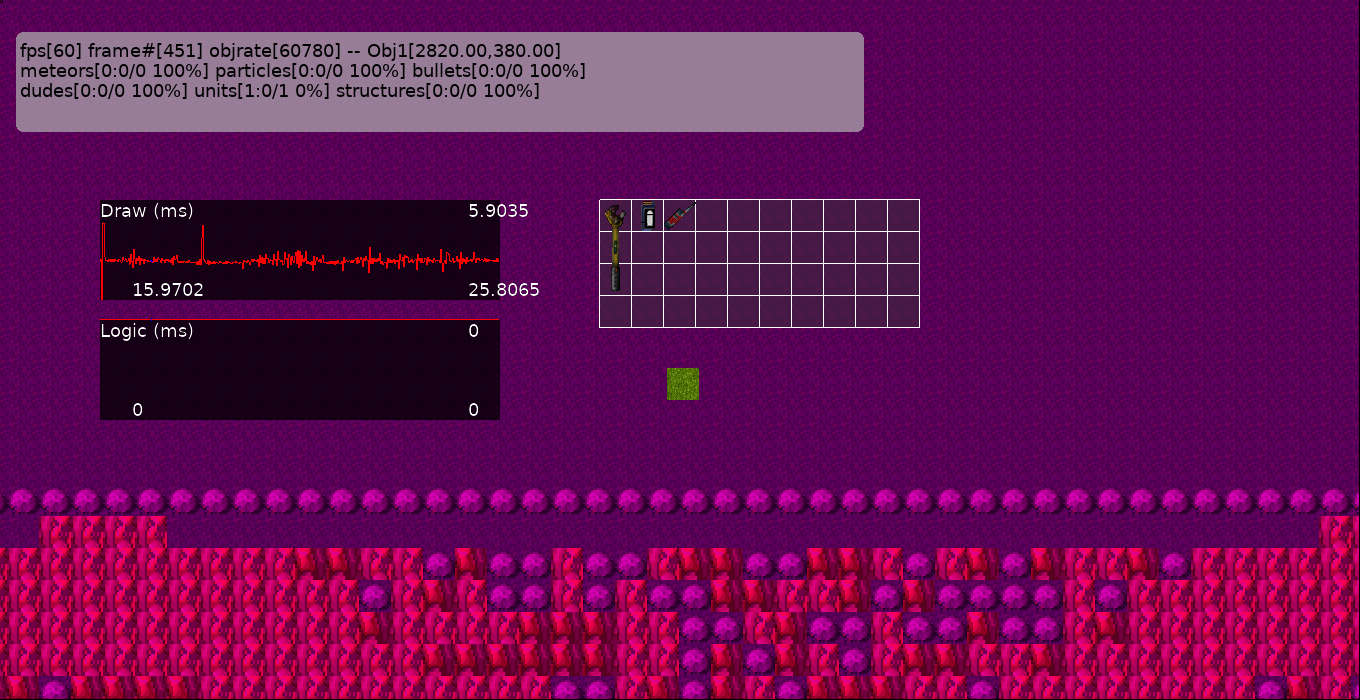 fps[60] frame#[451] objrate[60780] -- Obj1[2820.00,380.00]
meteors[0:0/0 100%] particles[0:0/0 100%] bullets[0:0/0 100%]
dudes[0:0/0 100%] units[1:0/1 0%] structures[0:0/0 100%]
Draw (ms) 5.9035
15.9702 25.8065
Logic (ms) 0
0 0